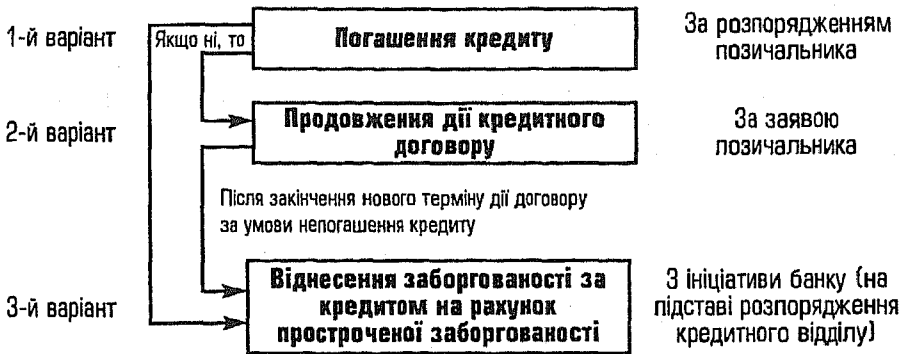 1-й варіант
Якщо ні, то
Погашення кредиту
За розпорядженням
позичальника
2-й варіант
Продовження дії кредитного
договору
За заявою
позичальника
Після закінчення нового терміну дії договору
за умови непогашення кредиту
3-й варіант
Віднесення заборгованості за
кредитом на рахунок
простроченої заборгованості
З ініціативи банку (на
підставі розпорядження
кредитного відділу)